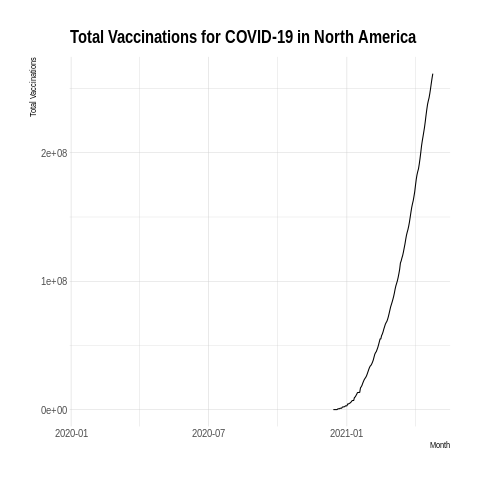 Total Vaccinations for COVID-19 in North America
Total Vaccinations
2e+08
1e+08
0e+00
2020-01 2020-07 2021-01
Month